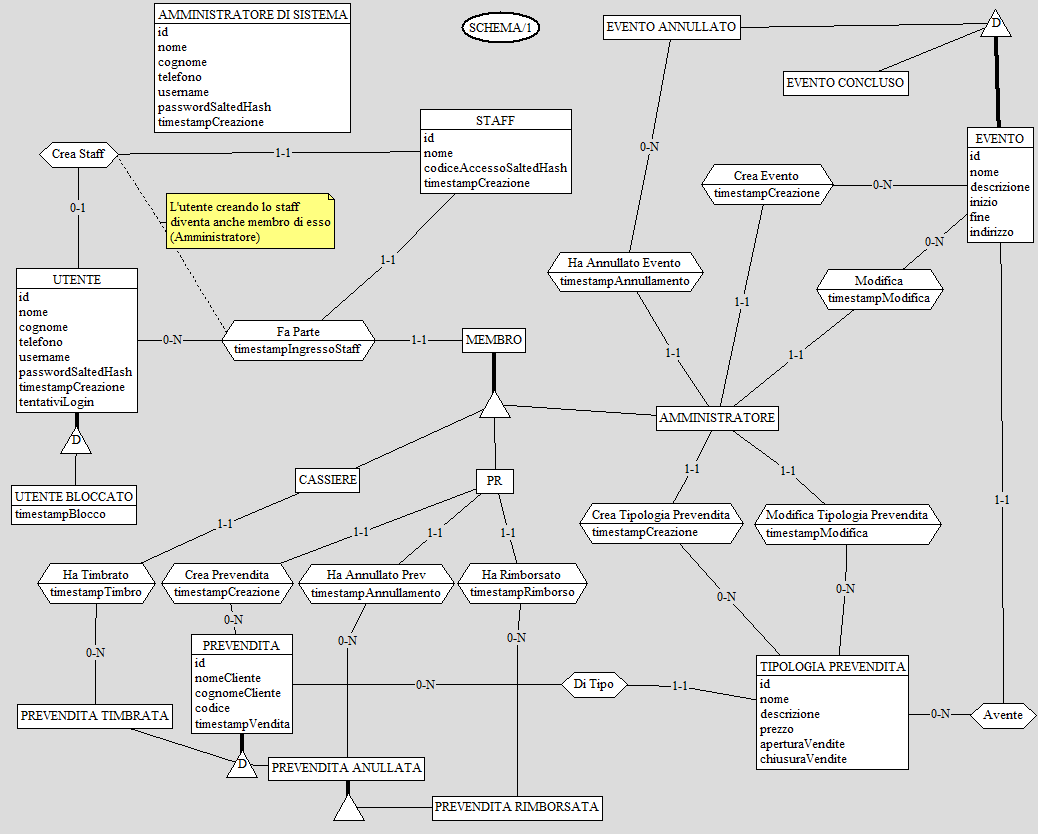 AMMINISTRATORE DI SISTEMA
id
nome
cognome
telefono
username
passwordSaltedHash
timestampCreazione
SCHEMA/1
EVENTO ANNULLATO
D
EVENTO CONCLUSO
STAFF
id
nome
codiceAccessoSaltedHash
timestampCreazione
EVENTO
id
nome
descrizione
inizio
fine
indirizzo
Crea Staff
1-1
0-N
Crea Evento
timestampCreazione
0-N
0-1
L'utente creando lo staff
diventa anche membro di esso
(Amministratore)
1-1
0-N
Ha Annullato Evento
timestampAnnullamento
Modifica
timestampModifica
1-1
UTENTE
id
nome
cognome
telefono
username
passwordSaltedHash
timestampCreazione
tentativiLogin
0-N
Fa Parte
timestampIngressoStaff
1-1
MEMBRO
1-1
1-1
AMMINISTRATORE
D
UTENTE BLOCCATO
timestampBlocco
CASSIERE
PR
1-1
1-1
1-1
1-1
1-1
1-1
1-1
Crea Tipologia Prevendita
timestampCreazione
Modifica Tipologia Prevendita
timestampModifica
Ha Timbrato
timestampTimbro
Crea Prevendita
timestampCreazione
Ha Annullato Prev
timestampAnnullamento
Ha Rimborsato
timestampRimborso
0-N
0-N
0-N
0-N
0-N
0-N
PREVENDITA
id
nomeCliente
cognomeCliente
codice
timestampVendita
0-N
Di Tipo
1-1
TIPOLOGIA PREVENDITA
id
nome
descrizione
prezzo
aperturaVendite
chiusuraVendite
0-N
Avente
PREVENDITA TIMBRATA
D
PREVENDITA ANULLATA
PREVENDITA RIMBORSATA